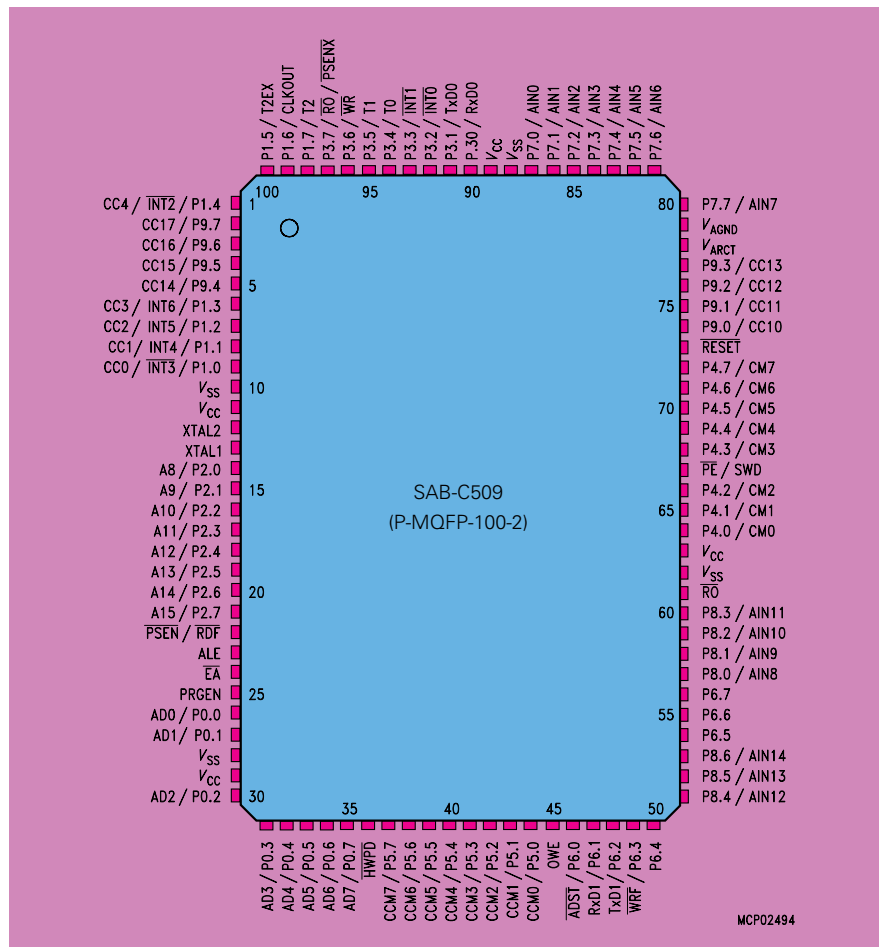 P1.5 / T2EX
P1.6 / CLKOUT
P1.7 / T2
P3.7 / RO / PSENX
P3.6 / WR
P3.5 / T1
P3.4 / T0
P3.3 / INT1
P3.2 / INT0
P3.1 / TxD0
P.30 / RxD0
VCC
VSS
P7.0 / AIN0
P7.1 / AIN1
P7.2 / AIN2
P7.3 / AIN3
P7.4 / AIN4
P7.5 / AIN5
P7.6 / AIN6
100 95 90 85
CC4 / INT2 / P1.4 1 80 P7.7 / AIN7
CC17 / P9.7 VAGND
CC16 / P9.6 VARCT
CC15 / P9.5 P9.3 / CC13
CC14 / P9.4 5 P9.2 / CC12
CC3 / INT6 / P1.3 75 P9.1 / CC11
CC2 / INT5 / P1.2 P9.0 / CC10
CC1 / INT4 / P1.1 RESET
CC0 / INT3 / P1.0 P4.7 / CM7
VSS 10 P4.6 / CM6
VCC 70 P4.5 / CM5
XTAL2 P4.4 / CM4
XTAL1 P4.3 / CM3
A8 / P2.0 PE / SWD
A9 / P2.1 15 SAB-C509 P4.2 / CM2
A10 / P2.2 65 P4.1 / CM1
A11 / P2.3 (P-MQFP-100-2) P4.0 / CM0
A12 / P2.4 VCC
A13 / P2.5 VSS
A14 / P2.6 20 RO
A15 / P2.7 60 P8.3 / AIN11
PSEN / RDF P8.2 / AIN10
ALE P8.1 / AIN9
EA P8.0 / AIN8
PRGEN 25 P6.7
AD0 / P0.0 55 P6.6
AD1 / P0.1 P6.5
VSS P8.6 / AIN14
VCC P8.5 / AIN13
AD2 / P0.2 30 P8.4 / AIN12
35 40 45 50
AD3 / P0.3
AD4 / P0.4
AD5 / P0.5
AD6 / P0.6
AD7 / P0.7
HWPD
CCM7 / P5.7
CCM6 / P5.6
CCM5 / P5.5
CCM4 / P5.4
CCM3 / P5.3
CCM2 / P5.2
CCM1 / P5.1
CCM0 / P5.0
OWE
ADST / P6.0
RxD1 / P6.1
TxD1 / P6.2
WRF / P6.3
P6.4
MCP02494